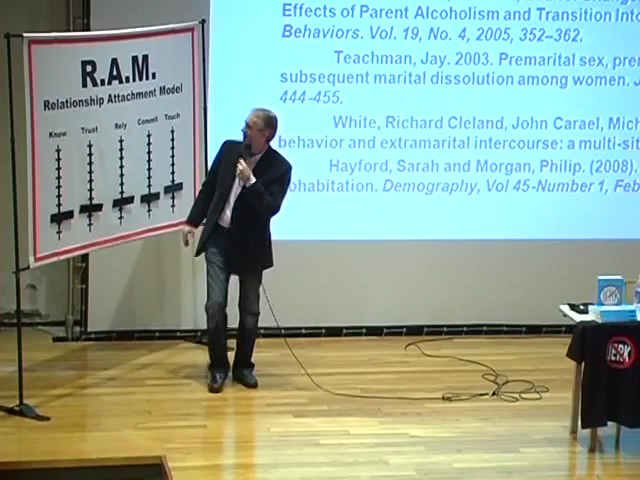 R.A.M.
Relationship Attachment Model
Know Trust Rely Commit Touch
Effects of Parent Alcoholism and Transition Into
Behaviors. Vol. 19, No. 4, 2005, 352–362.
Teachman, Jay. 2003. Premarital sex, prem
subsequent marital dissolution among women. J
444-455.
White, Richard Cleland, John Carael, Mich
behavior and extramarital intercourse: a multi-sit
Hayford, Sarah and Morgan, Philip. (2008).
ohabitation. Demography, Vol 45-Number 1, Feb
JERK